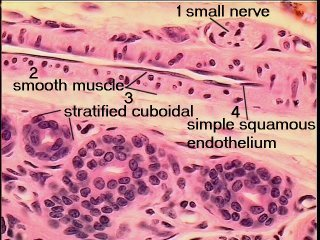 1 small nerve
2
smooth muscle
3
stratified cuboidal
4
simple squamous
endothelium